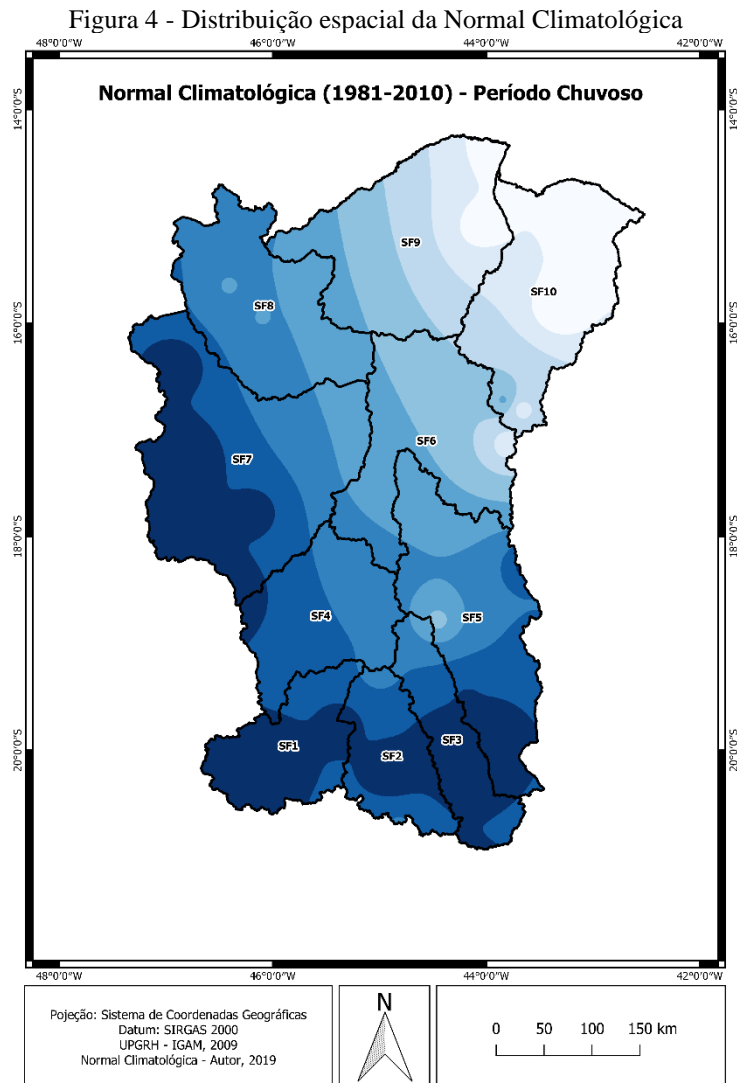 Figura 4 - Distribuição espacial da Normal Climatológica
48°0'0"W 46°0'0"W 44°0'0"W 42°0'0"W
Normal Climatológica (1981-2010) - Período Chuvoso
14°0'0"S 14°0'0"S
SF9
SF10
SF8
16°0'0"S 16°0'0"S
SF6
SF7
18°0'0"S 18°0'0"S
SF4
SF5
SF3
SF1
SF2
20°0'0"S 20°0'0"S
48°0'0"W 46°0'0"W 44°0'0"W 42°0'0"W
Pojeção: Sistema de Coordenadas Geográficas
Datum: SIRGAS 2000
UPGRH - IGAM, 2009
Normal Climatológica - Autor, 2019
N
0 50 100 150 km